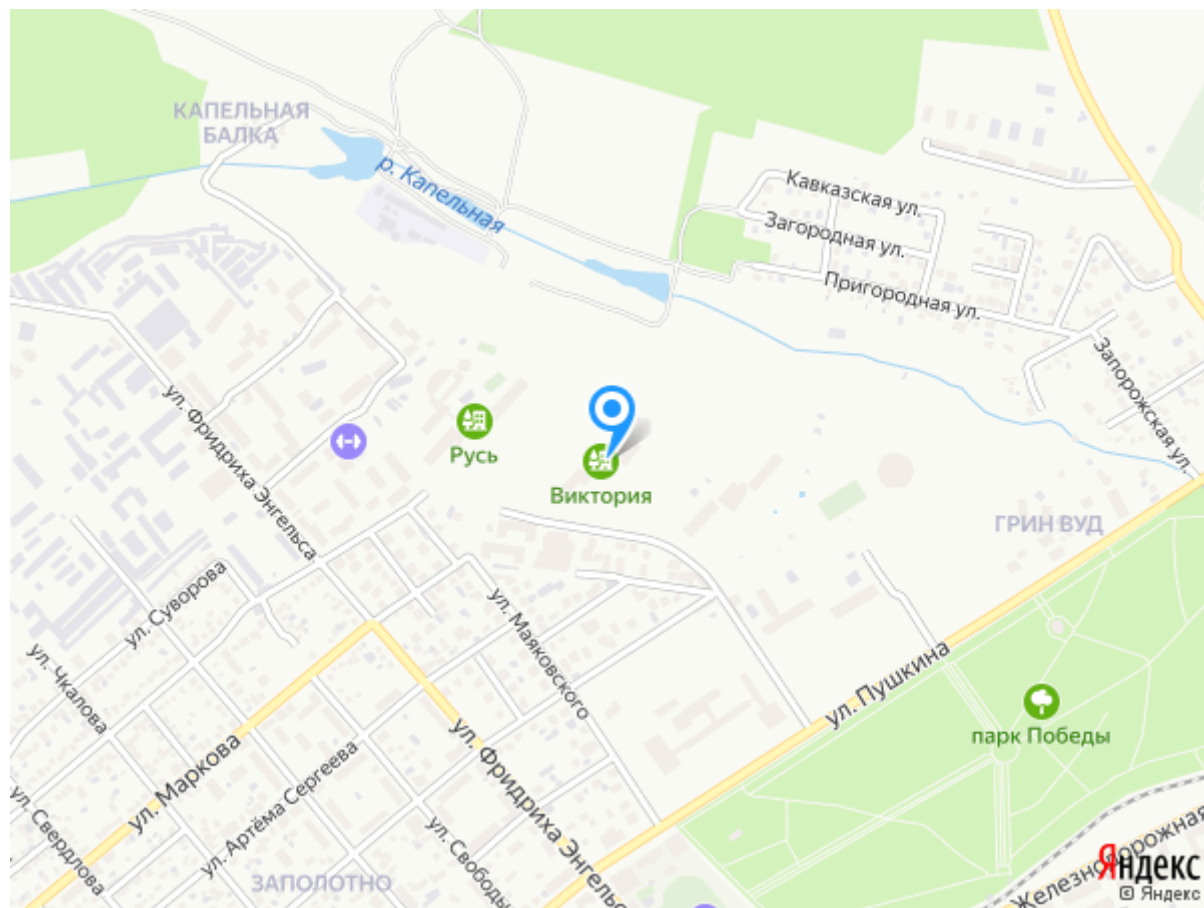 КАПЕЛЬНАЯ
БАЛКА
р. Капельная
Кавказская ул.
Загородная ул.
Пригородная ул.
Запорожская ул.
ул. Фридриха Энгельса
Русь
Виктория
ГРИН ВУД
ул. Суворова
ул. Маяковского
ул. Чкалова
ул. Пушкина
парк Победы
ул. Маркова
ул. Фридриха Энгельс
ул. Артёма Сергеева
ул. Свердлова
ул. Свободы
ЗАПОЛОТНО
Железнодорожная
Яндекс
© Яндекс